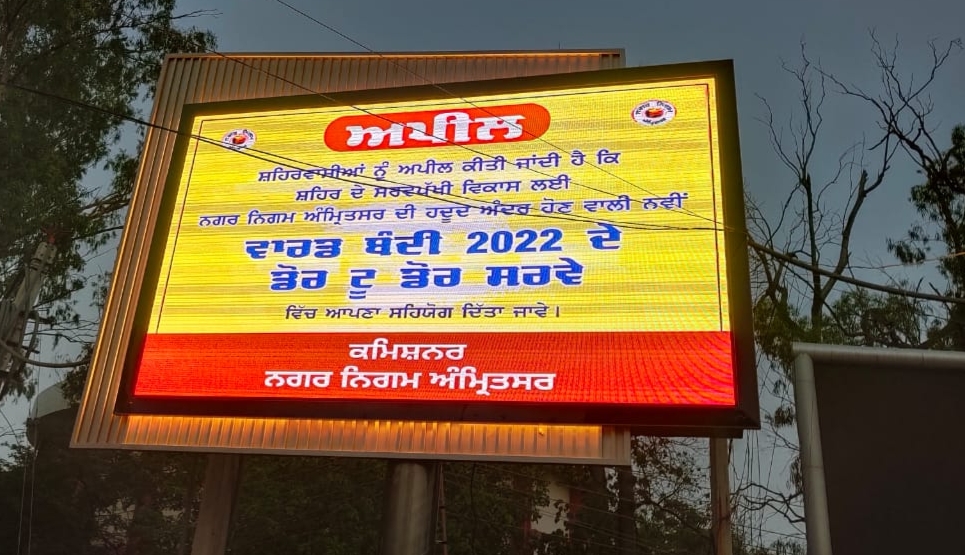 ਅਪੀਲ
ਸ਼ਹਿਰਵਾਸੀਆਂ ਨੂੰ ਅਪੀਲ ਕੀਤੀ ਜਾਂਦੀ ਹੈ ਕਿ
ਸ਼ਹਿਰ ਦੇ ਸਰਵਪੱਖੀ ਵਿਕਾਸ ਲਈ
ਨਗਰ ਨਿਗਮ ਅੰਮ੍ਰਿਤਸਰ ਦੀ ਹਦੂਦ ਅੰਦਰ ਹੋਣ ਵਾਲੀ ਨਵੀਂ
ਵਾਰਡ ਬੰਦੀ 2022 ਦੇ
ਡੋਰ ਟੂ ਡੋਰ ਸਰਵੇ
ਵਿੱਚ ਆਪਣਾ ਸਹਿਯੋਗ ਦਿੱਤਾ ਜਾਵੇ।
ਕਮਿਸ਼ਨਰ
ਨਗਰ ਨਿਗਮ ਅੰਮ੍ਰਿਤਸਰ